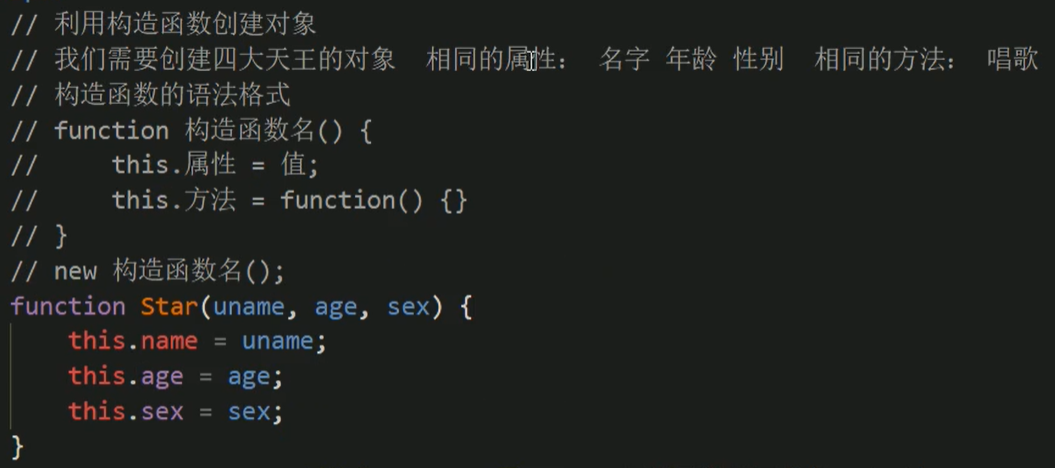 // 利用构造函数创建对象
// 我们需要创建四大天王的对象  相同的属性： 名字 年龄 性别  相同的方法： 唱歌
// 构造函数的语法格式
// function 构造函数名() {
//     this.属性 = 值;
//     this.方法 = function() {}
// }
// new 构造函数名();
function Star(uname, age, sex) {
    this.name = uname;
    this.age = age;
    this.sex = sex;
}